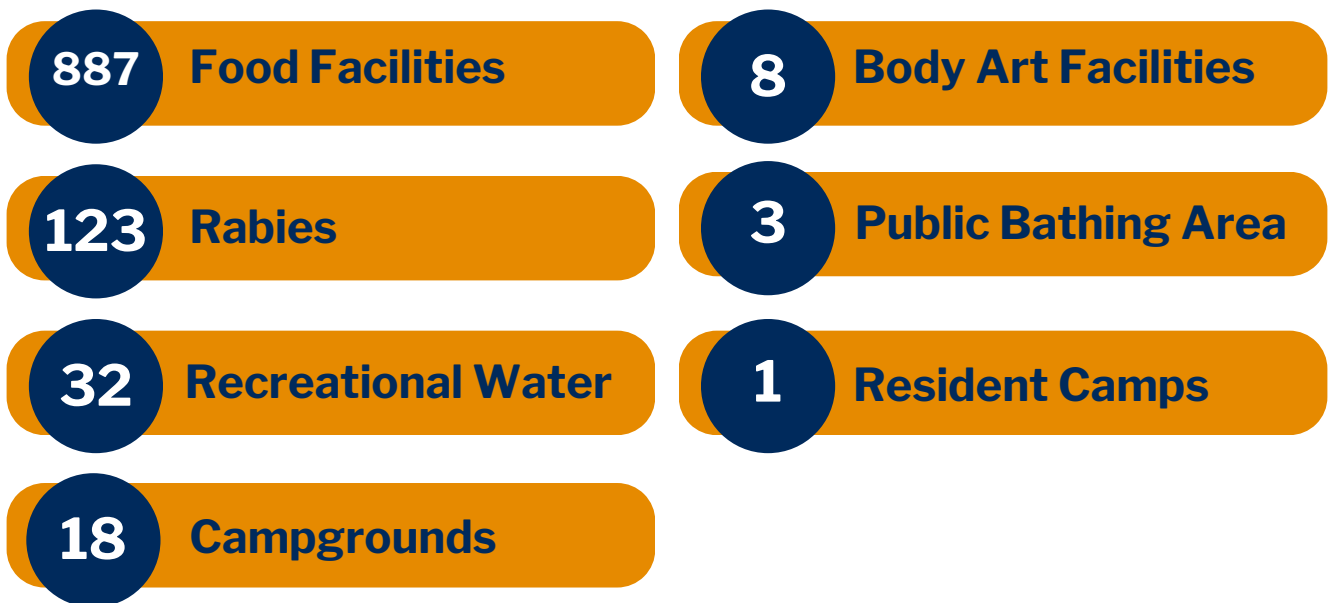 887 Food Facilities
123 Rabies
32 Recreational Water
18 Campgrounds
8 Body Art Facilities
3 Public Bathing Area
1 Resident Camps